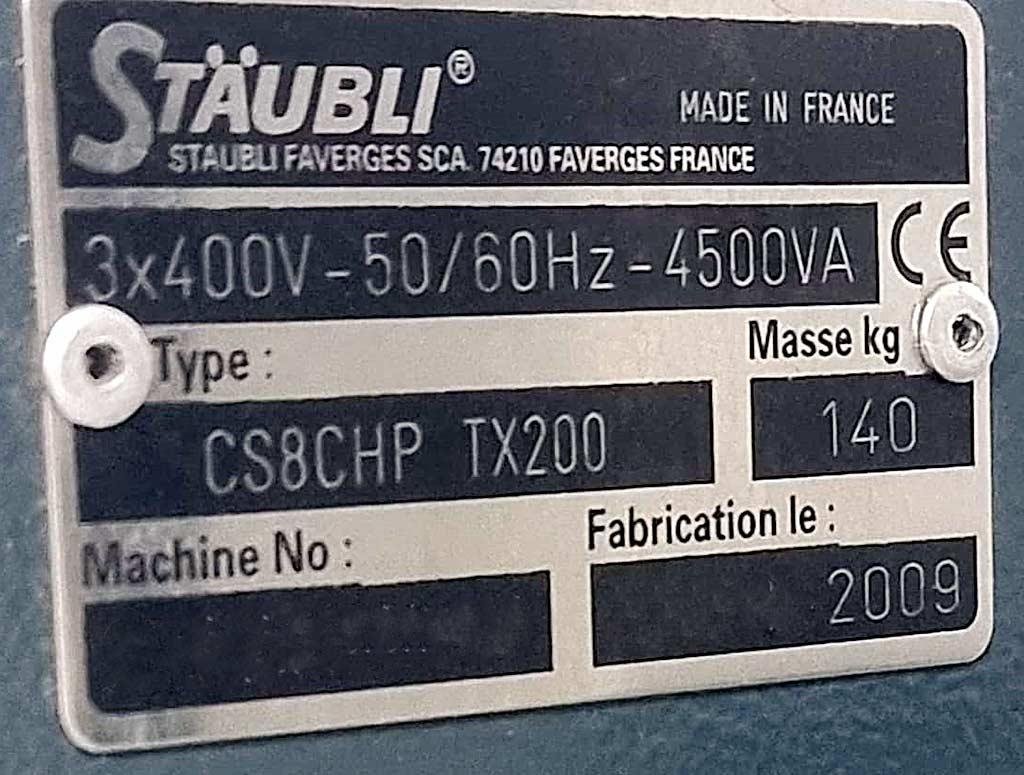 STÄUBLI®
MADE IN FRANCE
STAUBLI FAVERGES SCA. 74210 FAVERGES FRANCE
3x400V-50/60Hz-4500VA CE
Type :
Masse kg
CS8CHP TX200
140
Machine No :
Fabrication le :
2009